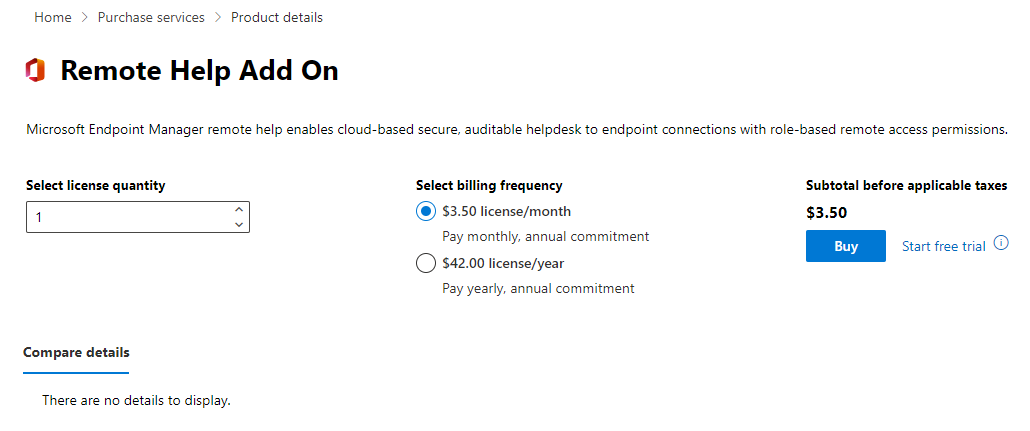 Home > Purchase services > Product details
Remote Help Add On
Microsoft Endpoint Manager remote help enables cloud-based secure, auditable helpdesk to endpoint connections with role-based remote access permissions.
Select license quantity
1
Select billing frequency
$3.50 license/month
Pay monthly, annual commitment
$42.00 license/year
Pay yearly, annual commitment
Subtotal before applicable taxes
$3.50
Buy
Start free trial
Compare details
There are no details to display.